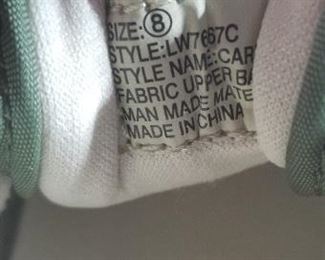 SIZE: 8
STYLE: LW7667C
STYLE NAME: CAR
FABRIC UPPER BA
MAN MADE MATE
MADE IN CHINA